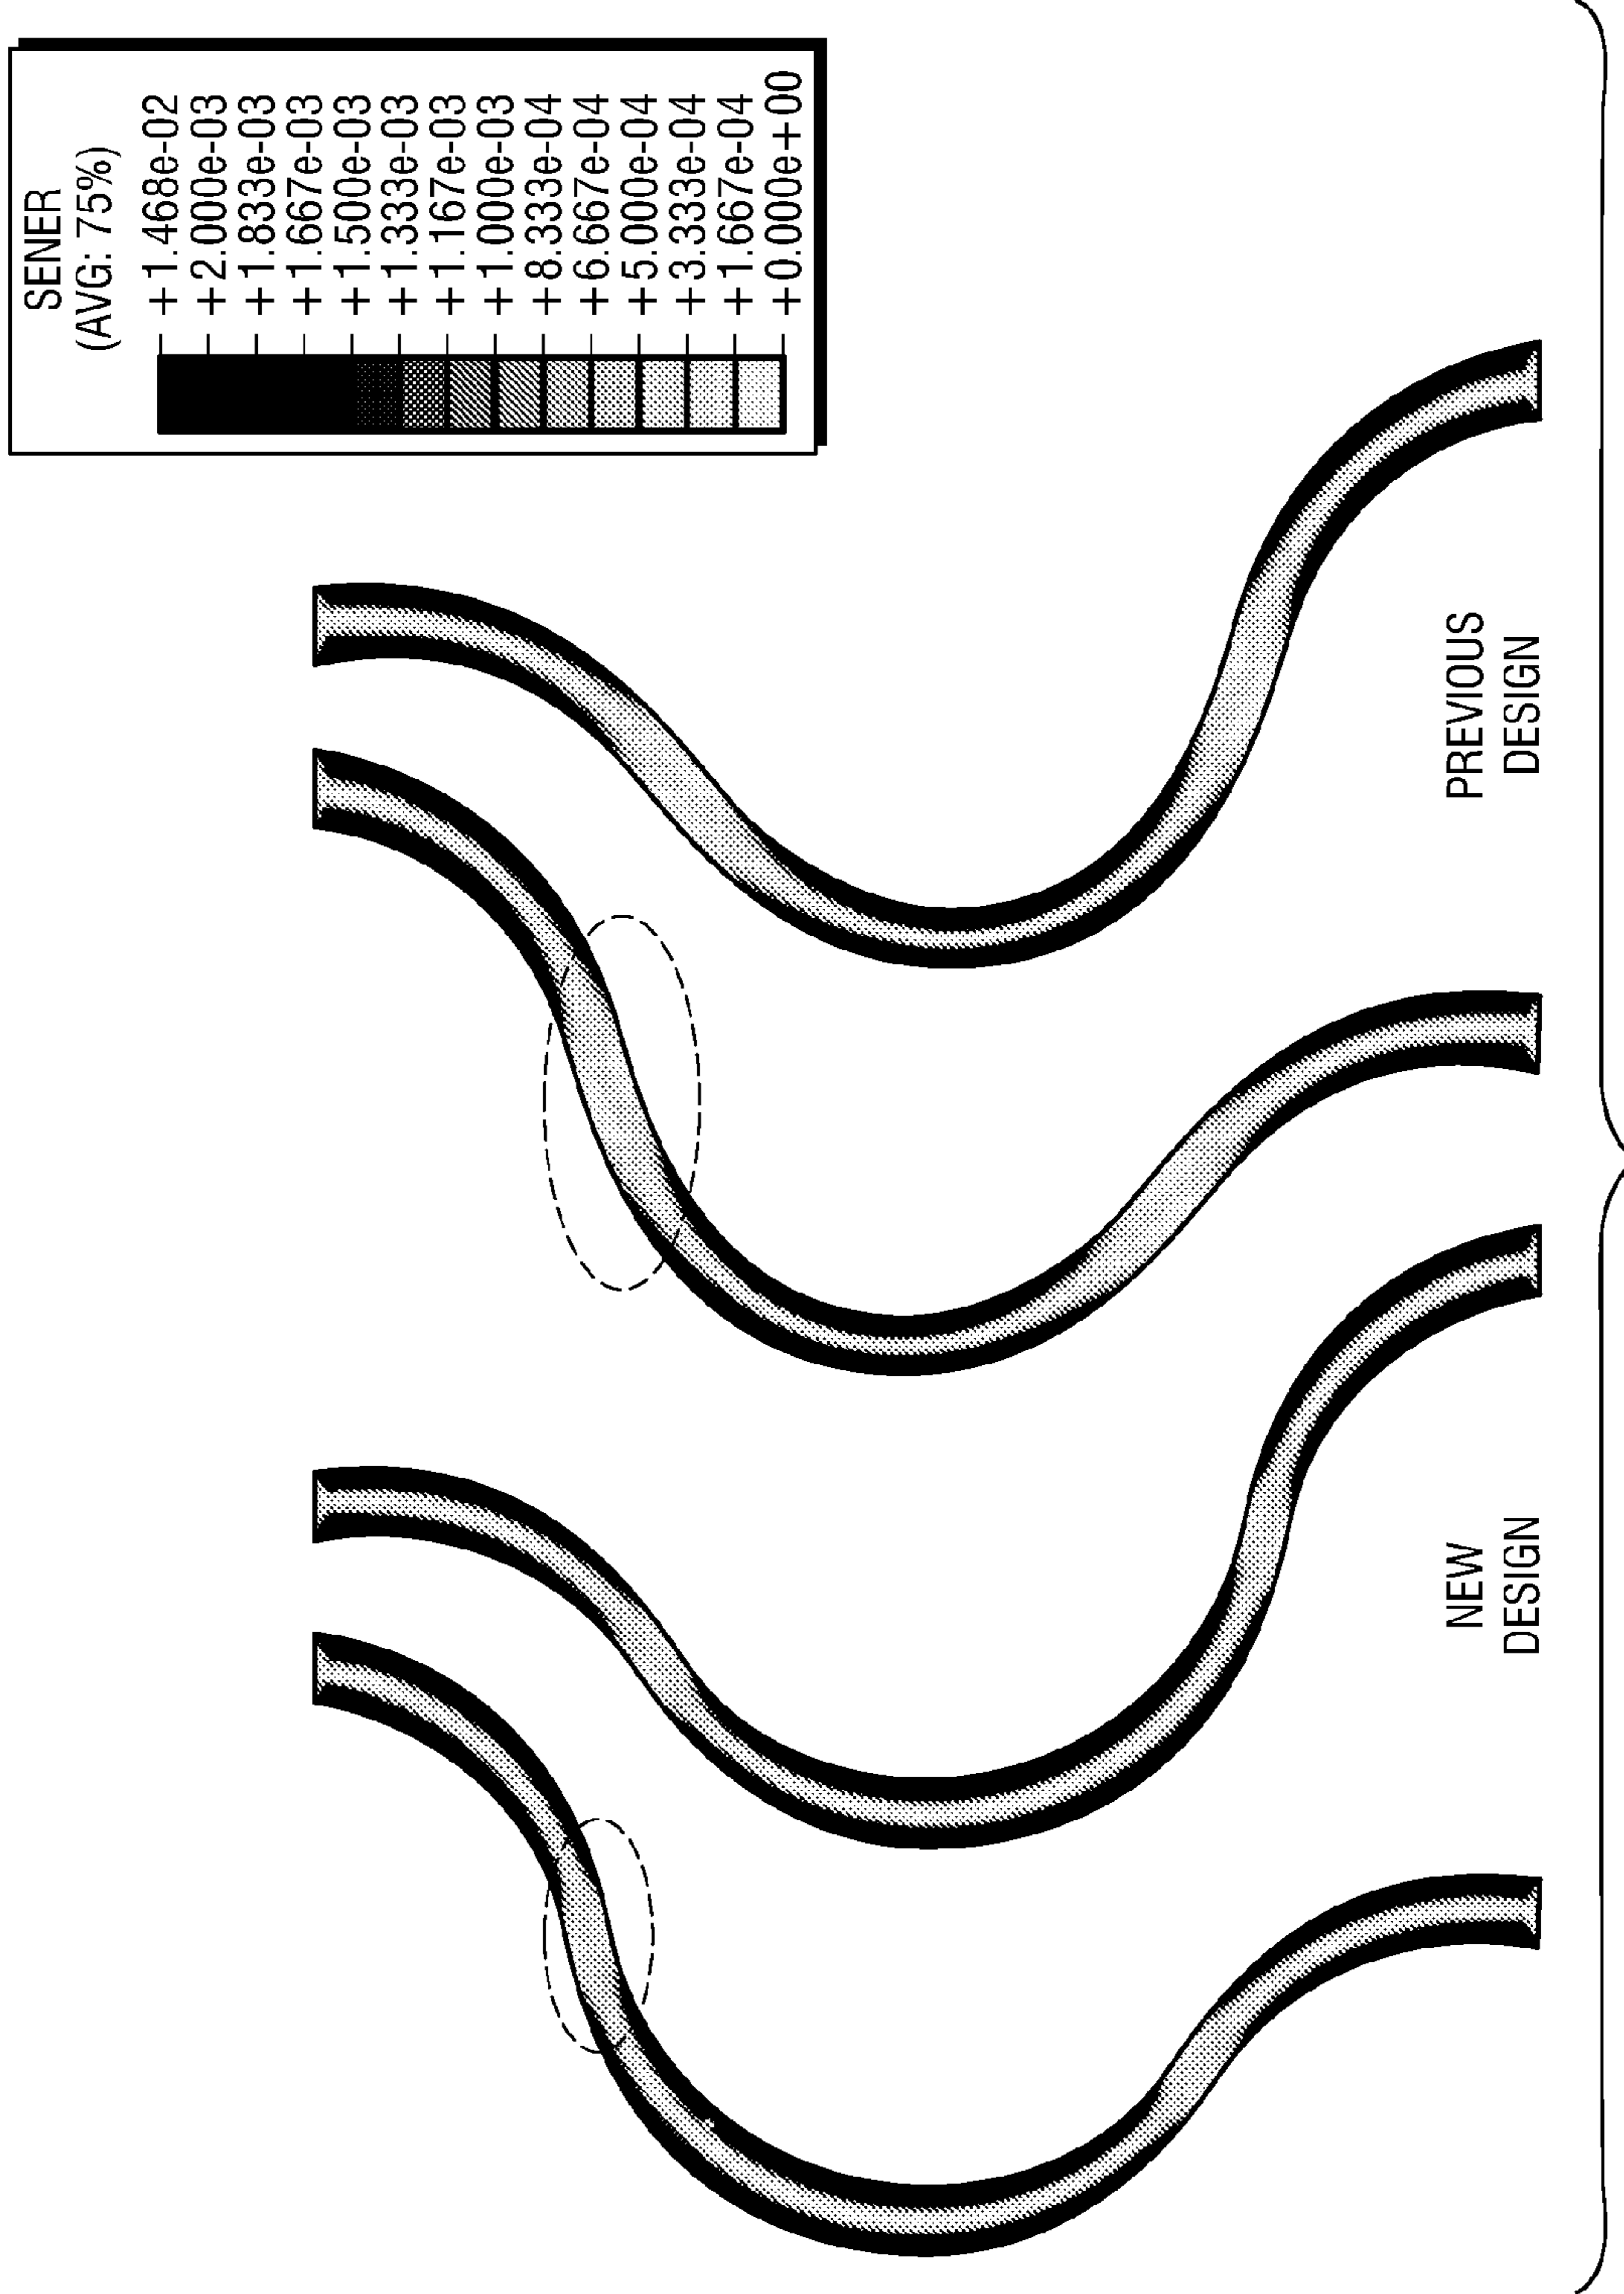 SENER
(AVG: 75%)
+1.468e-02
+2.000e-03
+1.833e-03
+1.667e-03
+1.500e-03
+1.333e-03
+1.167e-03
+1.000e-03
+8.333e-04
+6.667e-04
+5.000e-04
+3.333e-04
+1.667e-04
+0.000e+00
NEW
DESIGN
PREVIOUS
DESIGN